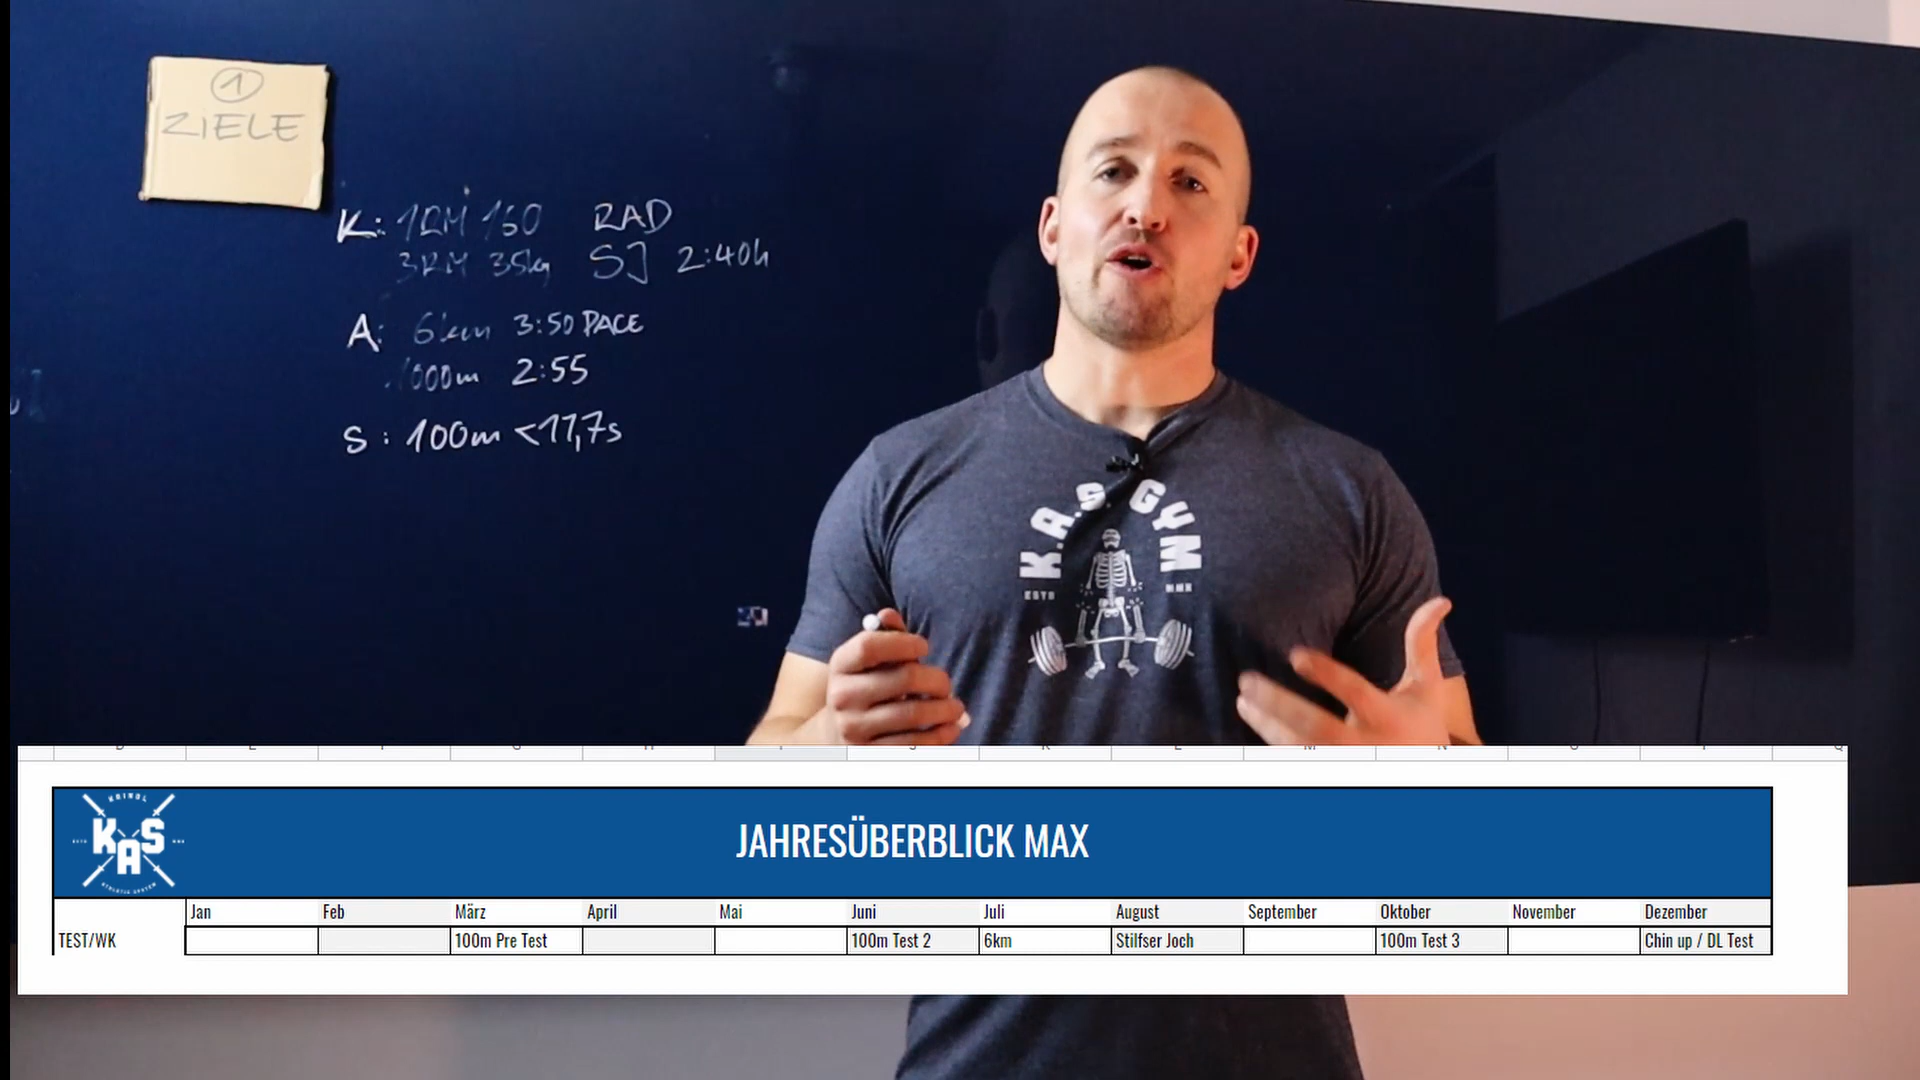 1
ZiELE
K: 1RM 160 RAD
3RM 35kg SJ 2:40h
A: 6km 3:50 PACE
1000m 2:55
S: 100m <11,7s
K.A.S. GYM
ESTD MMXX
KAS
JAHRESÜBERBLICK MAX
Jan Feb März April Mai Juni Juli August September Oktober November Dezember
TEST/WK 100m Pre Test 100m Test 2 6km Stilfser Joch 100m Test 3 Chin up / DL Test